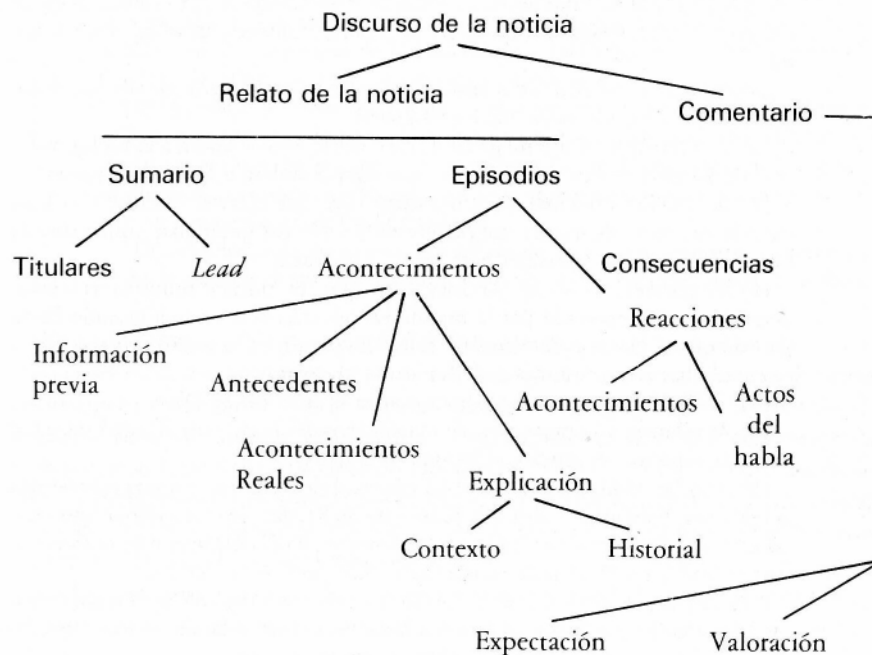 Discurso de la noticia
Relato de la noticia
Comentario
Sumario
Episodios
Titulares
Lead
Acontecimientos
Consecuencias
Reacciones
Información
previa
Antecedentes
Acontecimientos
Actos
del
habla
Acontecimientos
Reales
Explicación
Contexto
Historial
Expectación
Valoración